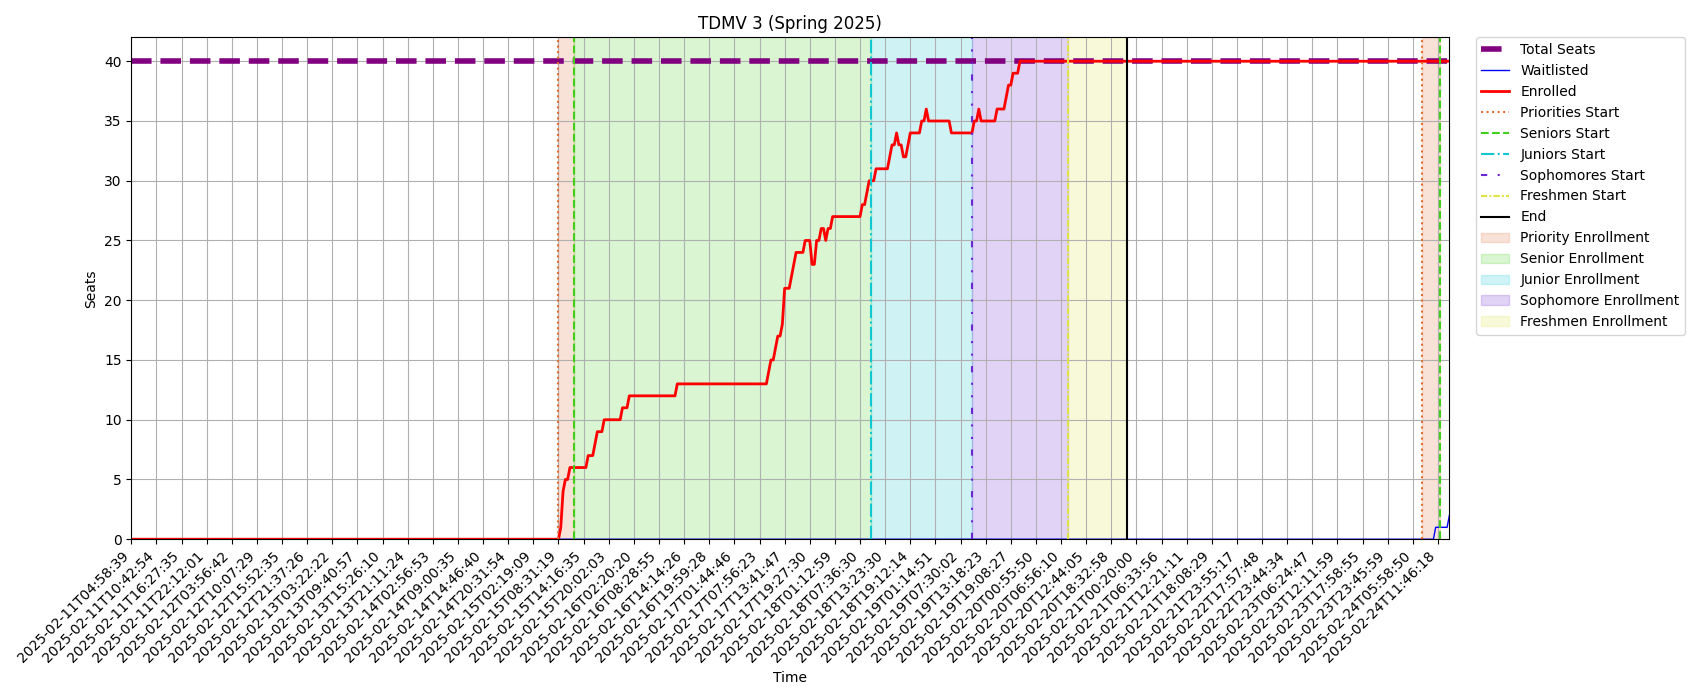 TDMV 3 (Spring 2025)
Seats
40
35
30
25
20
15
10
5
0
2025-02-11T04:58:39
2025-02-11T10:42:54
2025-02-11T16:27:35
2025-02-11T22:12:01
2025-02-12T03:56:42
2025-02-12T10:07:29
2025-02-12T15:52:35
2025-02-12T21:37:26
2025-02-13T03:22:22
2025-02-13T09:40:57
2025-02-13T15:26:10
2025-02-13T21:11:24
2025-02-14T02:56:53
2025-02-14T09:00:35
2025-02-14T14:46:40
2025-02-14T20:31:54
2025-02-15T02:19:09
2025-02-15T08:31:19
2025-02-15T14:16:35
2025-02-15T20:02:03
2025-02-16T02:20:20
2025-02-16T08:28:55
2025-02-16T14:14:26
2025-02-16T19:59:28
2025-02-17T01:44:46
2025-02-17T07:56:23
2025-02-17T13:41:47
2025-02-17T19:27:30
2025-02-18T01:12:59
2025-02-18T07:36:30
2025-02-18T13:23:30
2025-02-18T19:12:14
2025-02-19T01:14:51
2025-02-19T07:30:02
2025-02-19T13:18:23
2025-02-19T19:08:27
2025-02-20T00:55:50
2025-02-20T06:56:10
2025-02-20T12:44:05
2025-02-20T18:32:58
2025-02-21T00:20:00
2025-02-21T06:33:56
2025-02-21T12:21:11
2025-02-21T18:08:29
2025-02-21T23:55:17
2025-02-22T17:57:48
2025-02-22T23:44:34
2025-02-23T06:24:47
2025-02-23T12:11:59
2025-02-23T17:58:55
2025-02-23T23:45:59
2025-02-24T05:58:50
2025-02-24T11:46:18
Time
Total Seats
Waitlisted
Enrolled
Priorities Start
Seniors Start
Juniors Start
Sophomores Start
Freshmen Start
End
Priority Enrollment
Senior Enrollment
Junior Enrollment
Sophomore Enrollment
Freshmen Enrollment